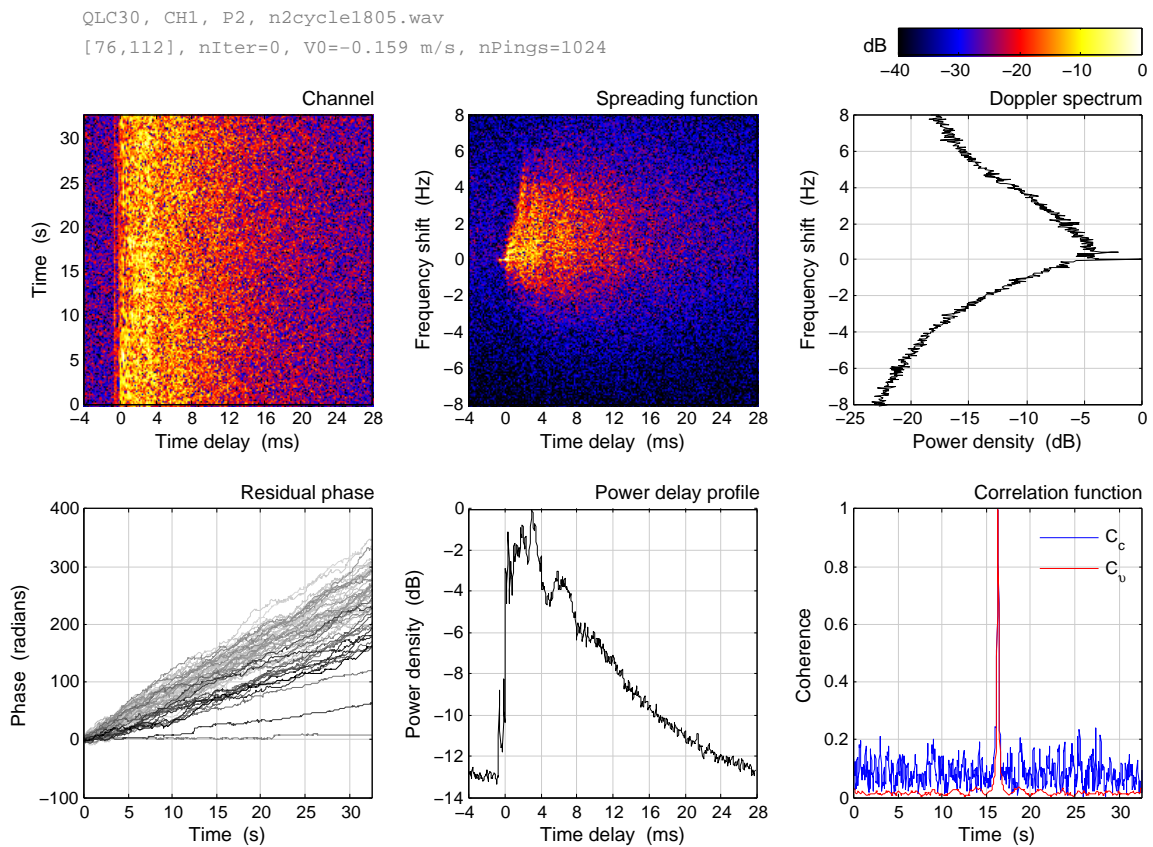 QLC30, CH1, P2, n2cycle1805.wav
[76,112], nIter=0, V0=−0.159 m/s, nPings=1024
dB
−40 −30 −20 −10 0
Channel
Time (s)
30
25
20
15
10
5
0
−4 0 4 8 12 16 20 24 28
Time delay (ms)
Spreading function
Frequency shift (Hz)
8
6
4
2
0
−2
−4
−6
−8
−4 0 4 8 12 16 20 24 28
Time delay (ms)
Doppler spectrum
Frequency shift (Hz)
8
6
4
2
0
−2
−4
−6
−8
−25 −20 −15 −10 −5 0
Power density (dB)
Residual phase
Phase (radians)
400
300
200
100
0
−100
0 5 10 15 20 25 30
Time (s)
Power delay profile
Power density (dB)
0
−2
−4
−6
−8
−10
−12
−14
−4 0 4 8 12 16 20 24 28
Time delay (ms)
Correlation function
Coherence
1
0.8
0.6
0.4
0.2
0
C_c
C_υ
0 5 10 15 20 25 30
Time (s)